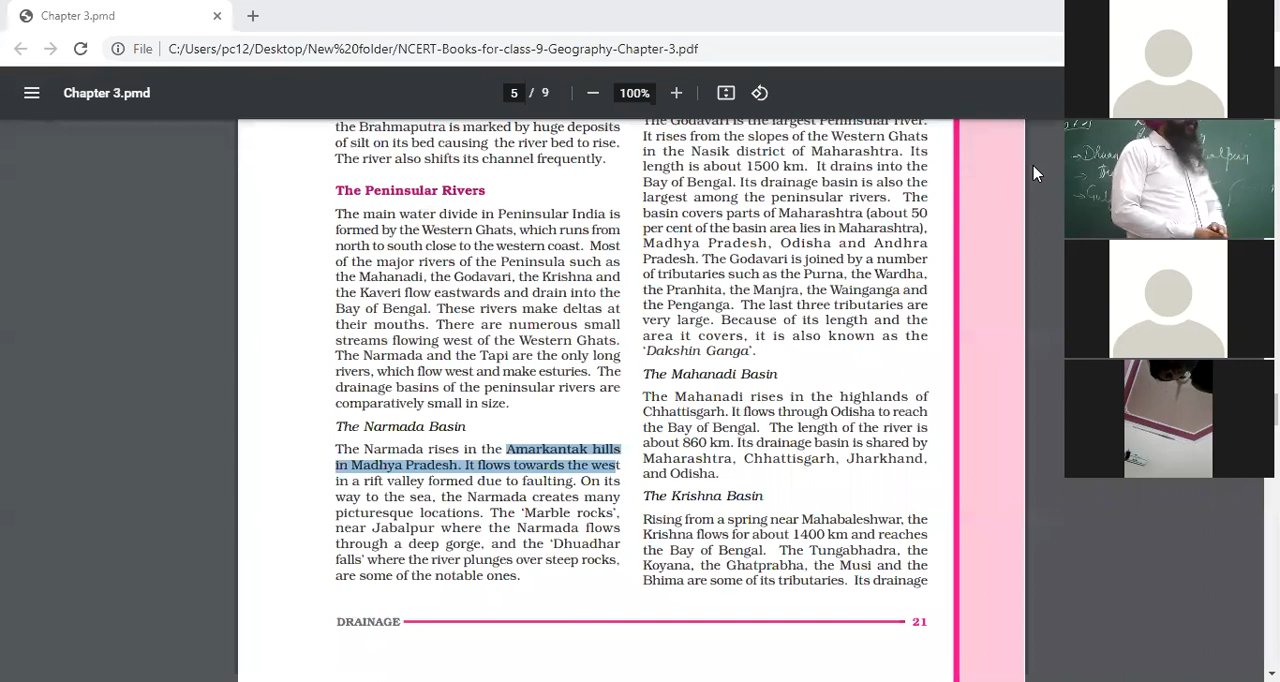 Chapter 3.pmd
File
C:/Users/pc12/Desktop/New%20folder/NCERT-Books-for-class-9-Geography-Chapter-3.pdf
Chapter 3.pmd
5 / 9
100%
the Brahmaputra is marked by huge deposits
of silt on its bed causing the river bed to rise.
The river also shifts its channel frequently.
The Peninsular Rivers
The main water divide in Peninsular India is
formed by the Western Ghats, which runs from
north to south close to the western coast. Most
of the major rivers of the Peninsula such as
the Mahanadi, the Godavari, the Krishna and
the Kaveri flow eastwards and drain into the
Bay of Bengal. These rivers make deltas at
their mouths. There are numerous small
streams flowing west of the Western Ghats.
The Narmada and the Tapi are the only long
rivers, which flow west and make esturies. The
drainage basins of the peninsular rivers are
comparatively small in size.
The Narmada Basin
The Narmada rises in the Amarkantak hills
in Madhya Pradesh. It flows towards the west
in a rift valley formed due to faulting. On its
way to the sea, the Narmada creates many
picturesque locations. The ‘Marble rocks’,
near Jabalpur where the Narmada flows
through a deep gorge, and the ‘Dhuadhar
falls’ where the river plunges over steep rocks,
are some of the notable ones.
The Godavari is the largest Peninsular river.
It rises from the slopes of the Western Ghats
in the Nasik district of Maharashtra. Its
length is about 1500 km. It drains into the
Bay of Bengal. Its drainage basin is also the
largest among the peninsular rivers. The
basin covers parts of Maharashtra (about 50
per cent of the basin area lies in Maharashtra),
Madhya Pradesh, Odisha and Andhra
Pradesh. The Godavari is joined by a number
of tributaries such as the Purna, the Wardha,
the Pranhita, the Manjra, the Wainganga and
the Penganga. The last three tributaries are
very large. Because of its length and the
area it covers, it is also known as the
‘Dakshin Ganga’.
The Mahanadi Basin
The Mahanadi rises in the highlands of
Chhattisgarh. It flows through Odisha to reach
the Bay of Bengal. The length of the river is
about 860 km. Its drainage basin is shared by
Maharashtra, Chhattisgarh, Jharkhand,
and Odisha.
The Krishna Basin
Rising from a spring near Mahabaleshwar, the
Krishna flows for about 1400 km and reaches
the Bay of Bengal. The Tungabhadra, the
Koyana, the Ghatprabha, the Musi and the
Bhima are some of its tributaries. Its drainage
DRAINAGE
21